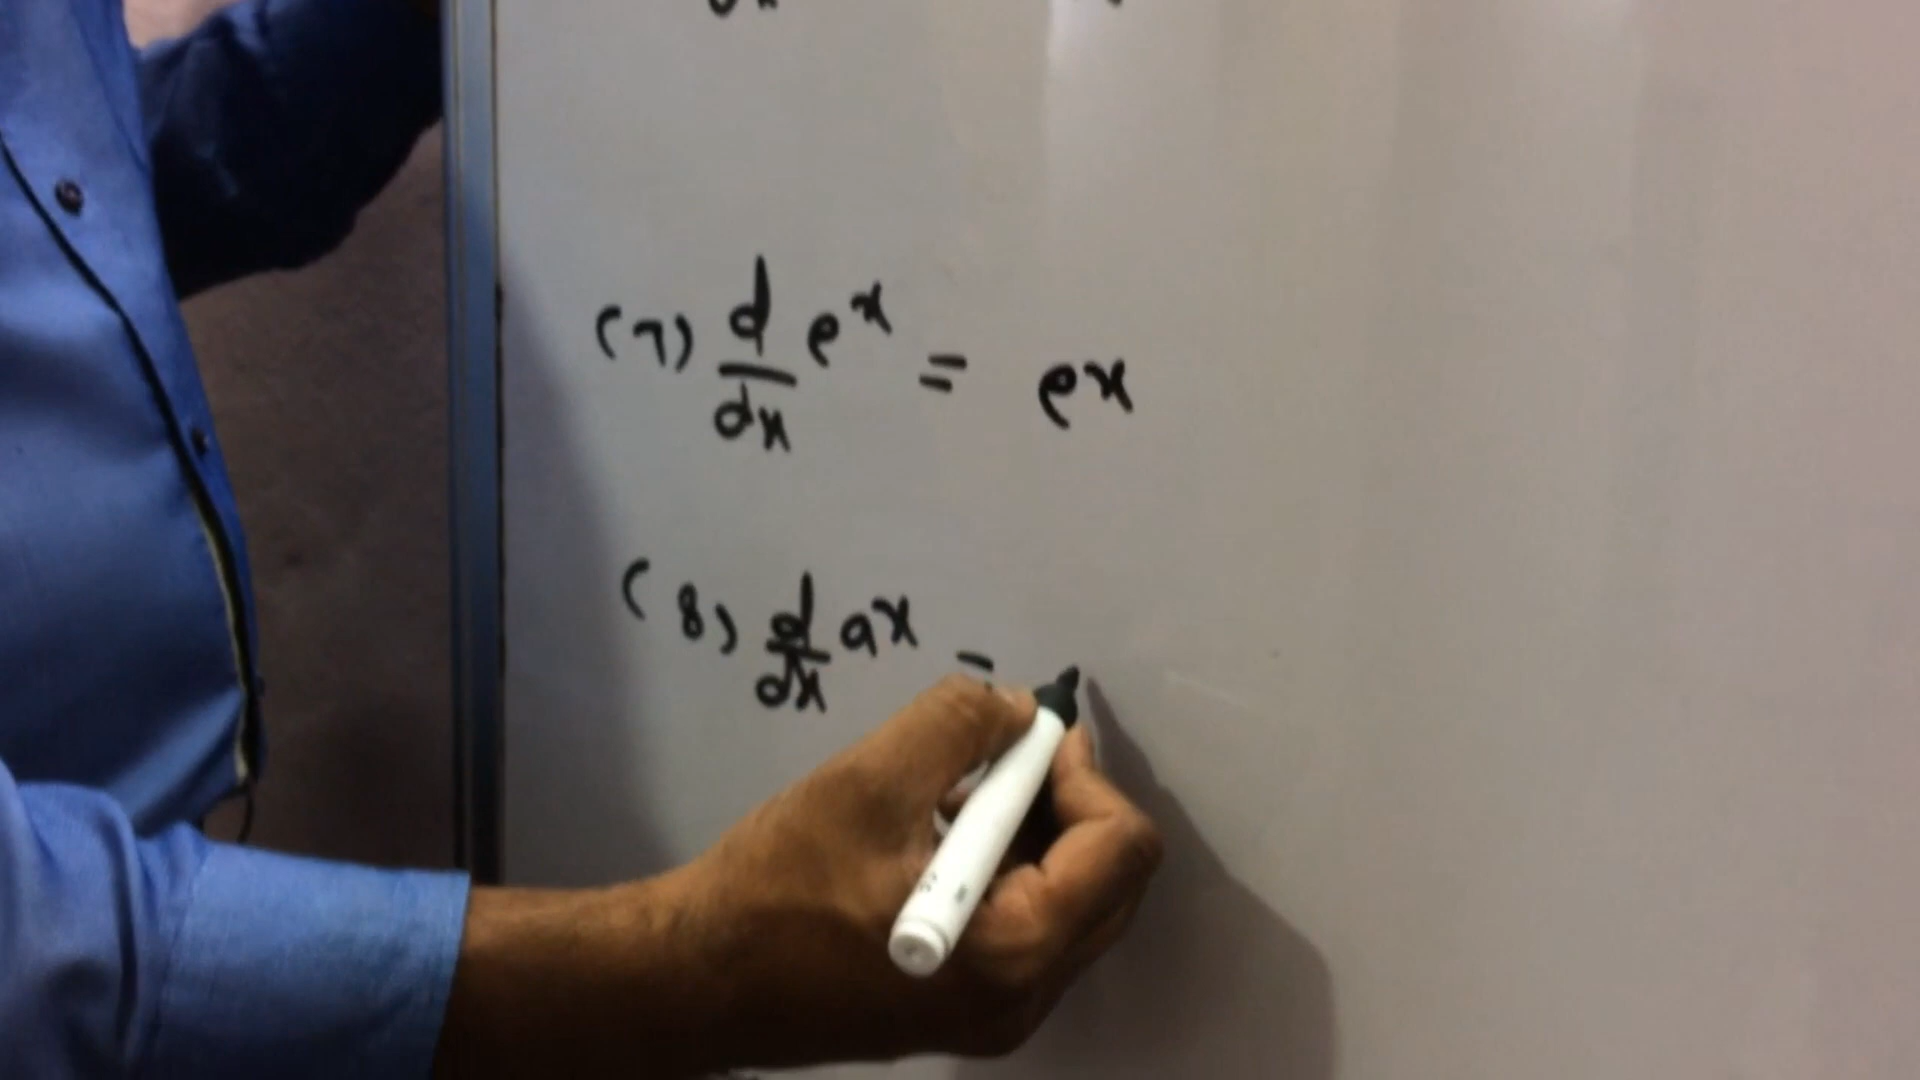 (7) d/dx e^x = e^x
(8) d/dx a^x =